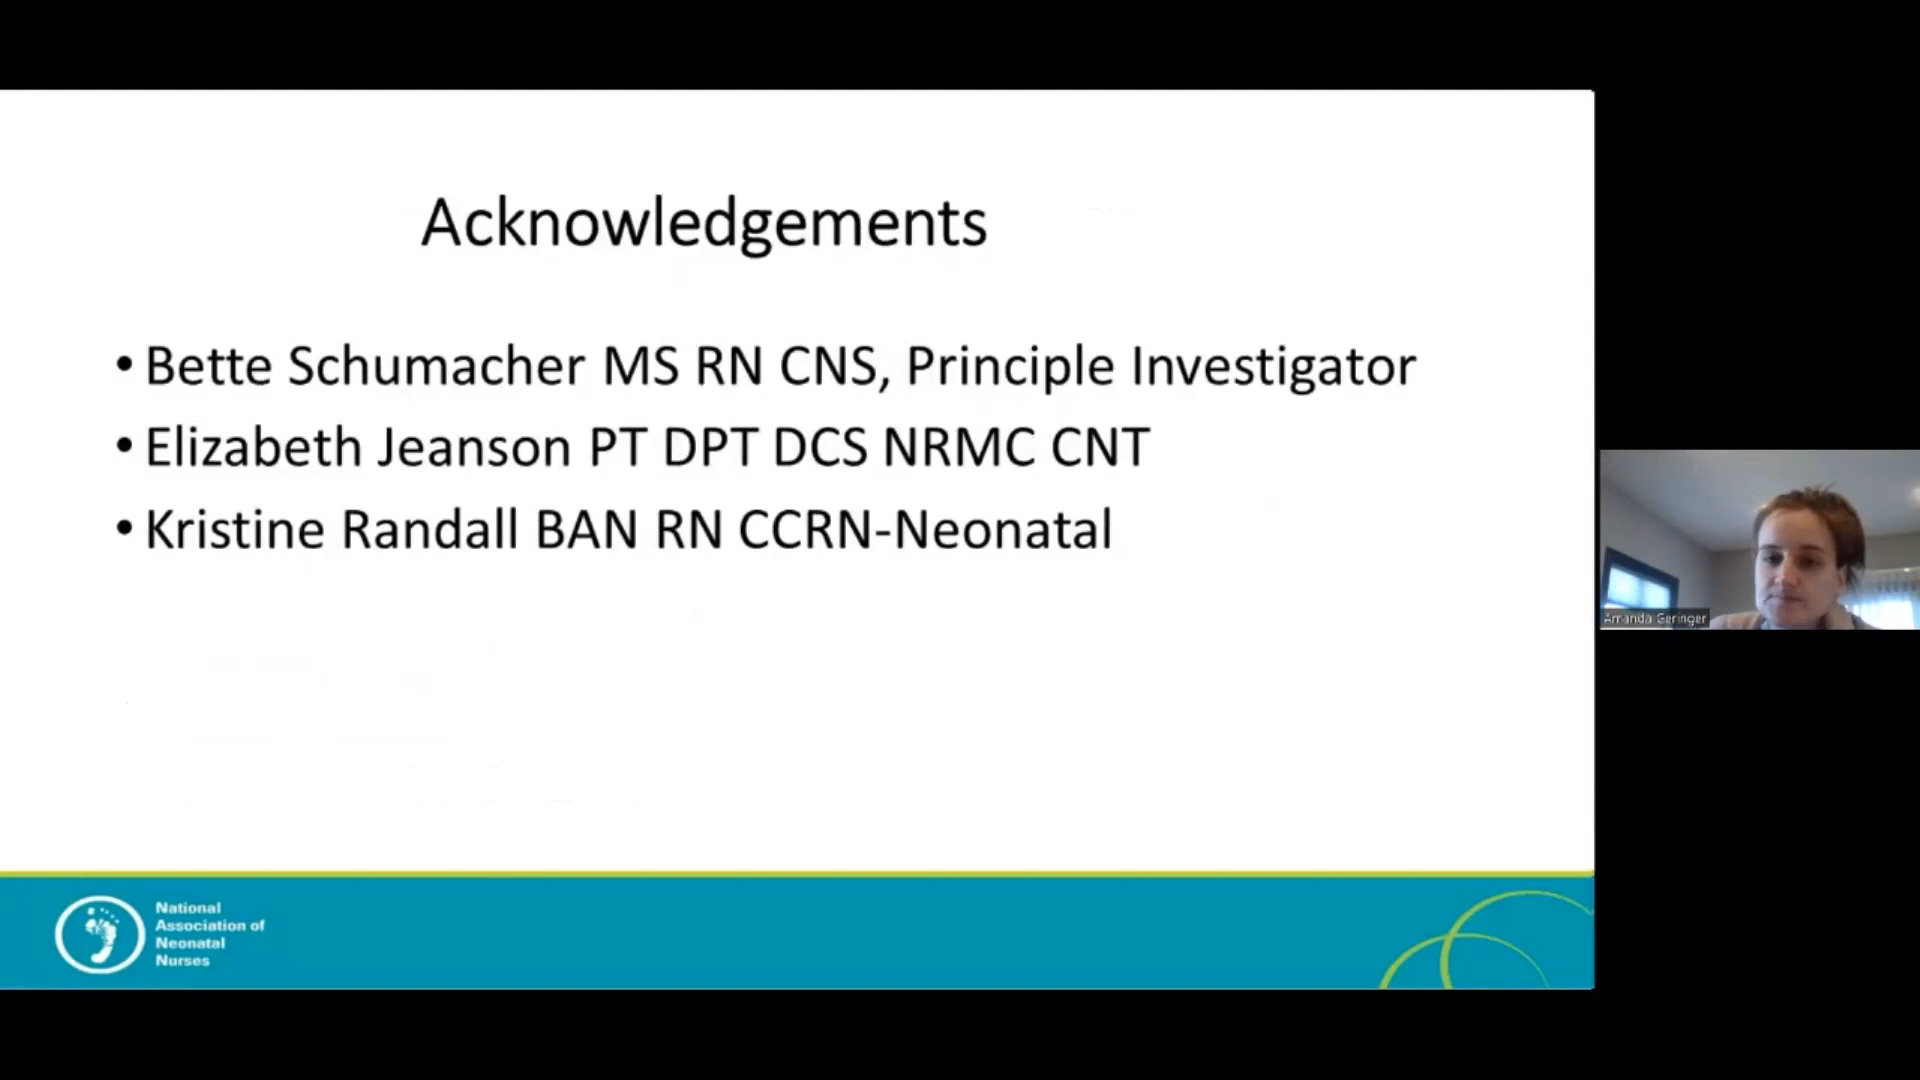 Acknowledgements
• Bette Schumacher MS RN CNS, Principle Investigator
• Elizabeth Jeanson PT DPT DCS NRMC CNT
• Kristine Randall BAN RN CCRN-Neonatal
Amanda Geringer
National
Association of
Neonatal
Nurses